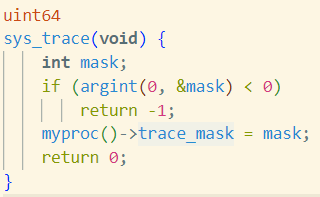 uint64
sys_trace(void) {
    int mask;
    if (argint(0, &mask) < 0)
        return -1;
    myproc()->trace_mask = mask;
    return 0;
}